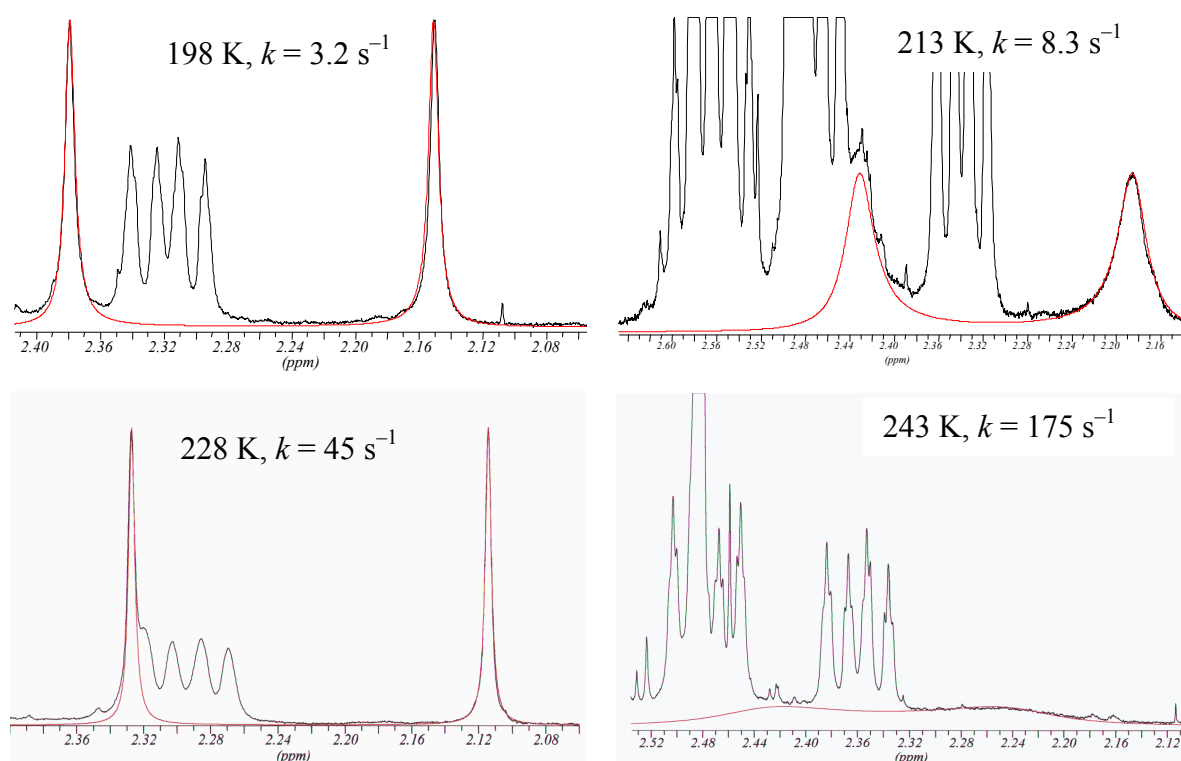 198 K, k = 3.2 s⁻¹
2.40 2.36 2.32 2.28 2.24 2.20 2.16 2.12 2.08
(ppm)
213 K, k = 8.3 s⁻¹
2.60 2.56 2.52 2.48 2.44 2.40 2.36 2.32 2.28 2.24 2.20 2.16
(ppm)
228 K, k = 45 s⁻¹
2.36 2.32 2.28 2.24 2.20 2.16 2.12 2.08
(ppm)
243 K, k = 175 s⁻¹
2.52 2.48 2.44 2.40 2.36 2.32 2.28 2.24 2.20 2.16 2.12
(ppm)